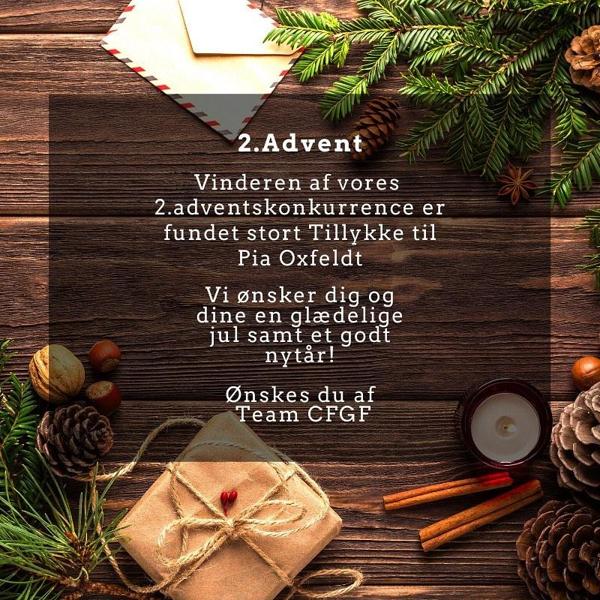 2.Advent
Vinderen af vores
2.adventskonkurrence er
fundet stort Tillykke til
Pia Oxfeldt
Vi ønsker dig og
dine en glædelige
jul samt et godt
nytår!
Ønskes du af
Team CFGF